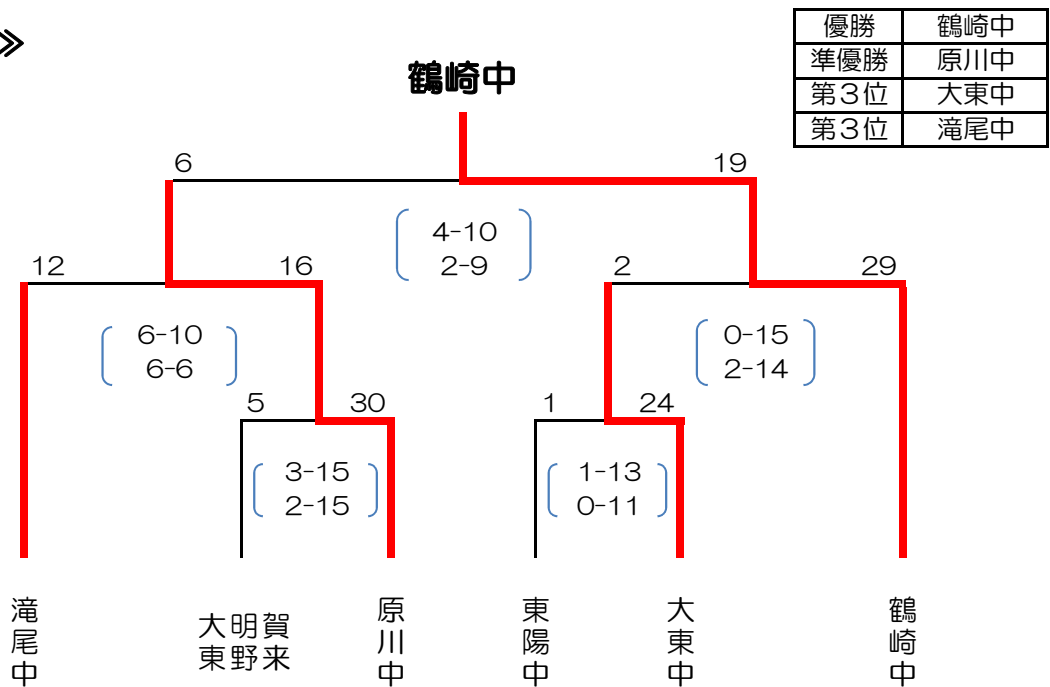 ≫
優勝 鶴崎中
準優勝 原川中
第３位 大東中
第３位 滝尾中
鶴崎中
6 19
4-10
2-9
12 16 2 29
6-10 0-15
6-6 2-14
5 30 1 24
3-15 1-13
2-15 0-11
滝尾中
大明賀
東野来
原川中
東陽中
大東中
鶴崎中